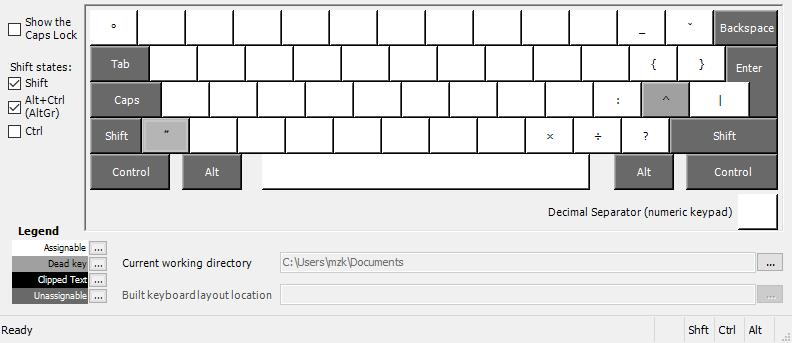 Show the
Caps Lock
Shift states:
Shift
Alt+Ctrl
(AltGr)
Ctrl
° _ ˇ Backspace
Tab { } Enter
Caps : ^ |
Shift " × ÷ ? Shift
Control Alt Alt Control
Decimal Separator (numeric keypad)
Legend
Assignable ...
Dead key ...
Clipped Text ...
Unassignable ...
Current working directory C:\Users\mzk\Documents ...
Built keyboard layout location ...
Ready Shft Ctrl Alt